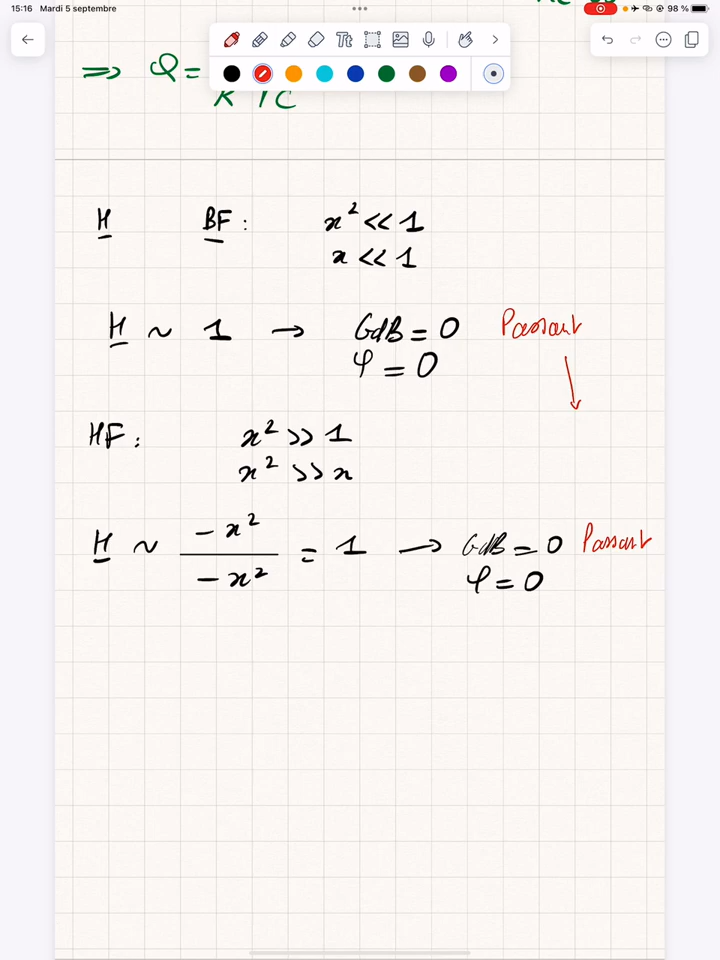 15:16 Mardi 5 septembre
98 %
Tt
⟹ Q =
H BF : x² << 1
x << 1
H ~ 1 → GdB = 0 Passant
φ = 0
HF : x² >> 1
x² >> x
H ~ -x² / -x² = 1 → GdB = 0 Passant
φ = 0